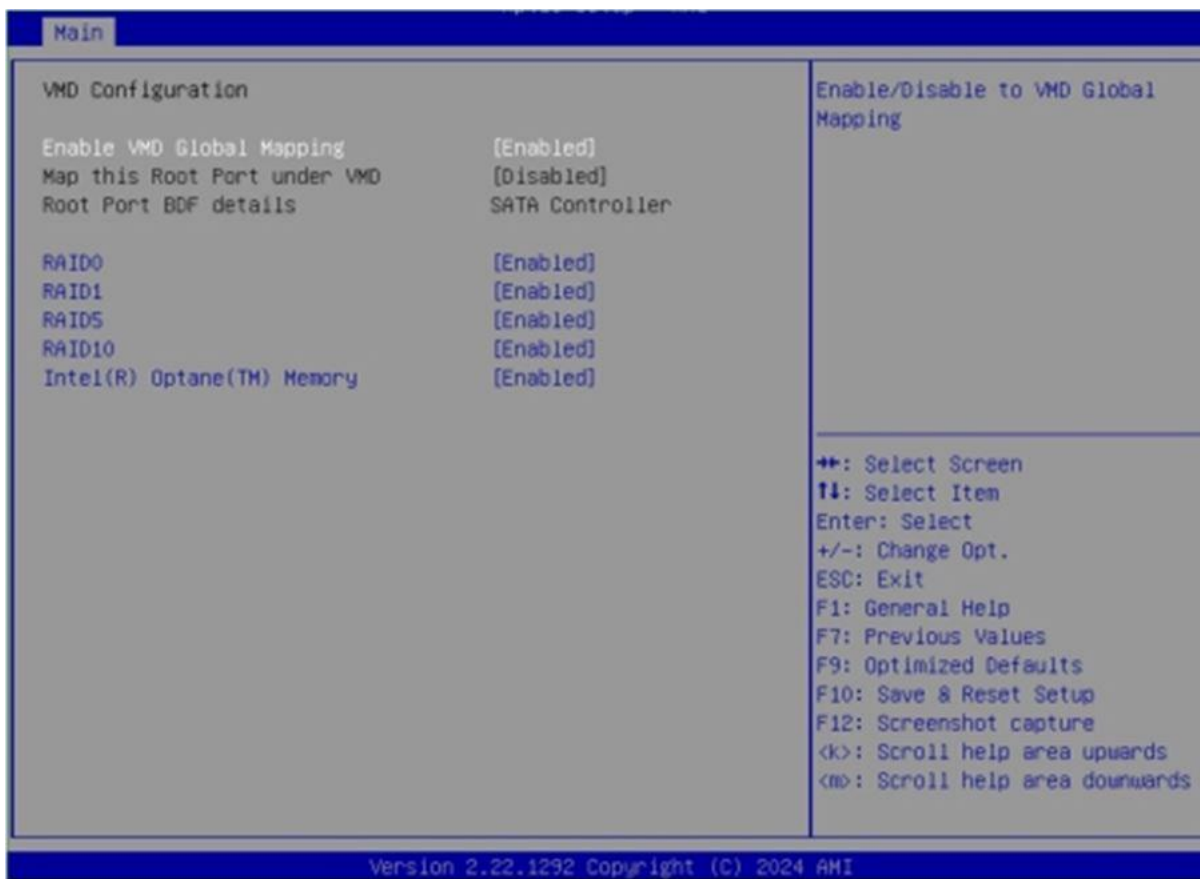 Main
VMD Configuration
Enable VMD Global Mapping [Enabled]
Map this Root Port under VMD [Disabled]
Root Port BDF details SATA Controller
RAID0 [Enabled]
RAID1 [Enabled]
RAID5 [Enabled]
RAID10 [Enabled]
Intel(R) Optane(TM) Memory [Enabled]
Enable/Disable to VMD Global
Mapping
→←: Select Screen
↑↓: Select Item
Enter: Select
+/-: Change Opt.
ESC: Exit
F1: General Help
F7: Previous Values
F9: Optimized Defaults
F10: Save & Reset Setup
F12: Screenshot capture
<k>: Scroll help area upwards
<m>: Scroll help area downwards
Version 2.22.1292 Copyright (C) 2024 AMI